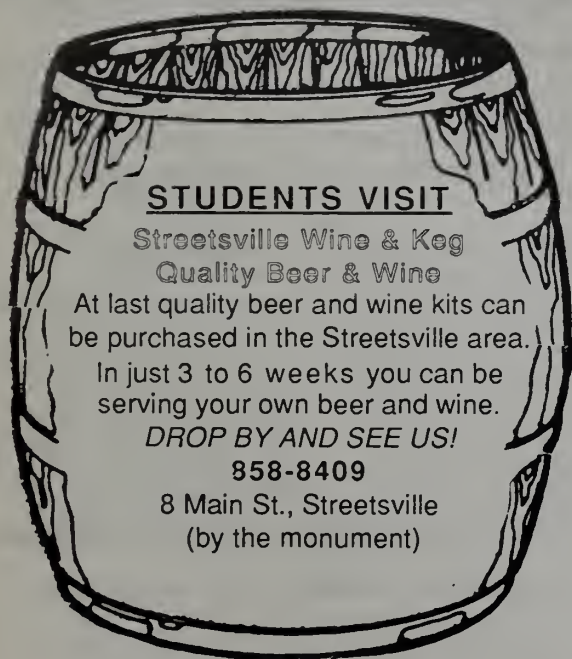 STUDENTS VISIT
Streetsville Wine & Keg
Quality Beer & Wine
At last quality beer and wine kits can
be purchased in the Streetsville area.
In just 3 to 6 weeks you can be
serving your own beer and wine.
DROP BY AND SEE US!
858-8409
8 Main St., Streetsville
(by the monument)